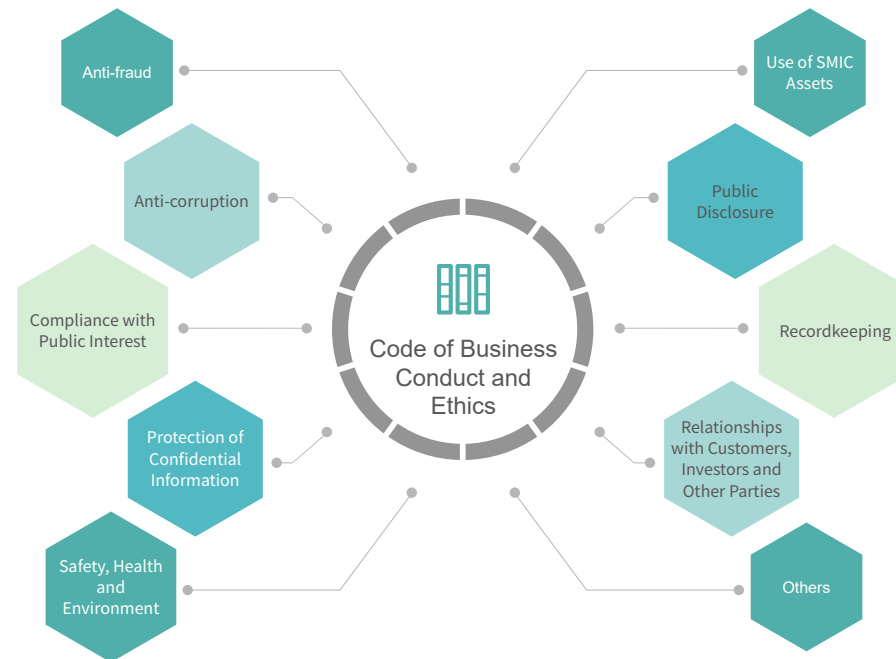 Anti-fraud
Anti-corruption
Compliance with
Public Interest
Protection of
Confidential
Information
Safety, Health
and
Environment
Code of Business
Conduct and
Ethics
Use of SMIC
Assets
Public
Disclosure
Recordkeeping
Relationships
with Customers,
Investors and
Other Parties
Others